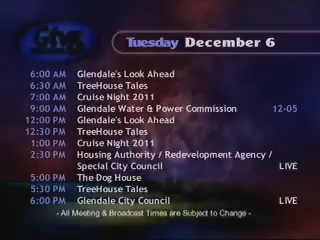 Gtv6
Tuesday December 6
6:00 AM Glendale's Look Ahead
6:30 AM TreeHouse Tales
7:00 AM Cruise Night 2011
9:00 AM Glendale Water & Power Commission 12-05
12:00 PM Glendale's Look Ahead
12:30 PM TreeHouse Tales
1:00 PM Cruise Night 2011
2:30 PM Housing Authority / Redevelopment Agency /
Special City Council LIVE
5:00 PM The Dog House
5:30 PM TreeHouse Tales
6:00 PM Glendale City Council LIVE
- All Meeting & Broadcast Times are Subject to Change -